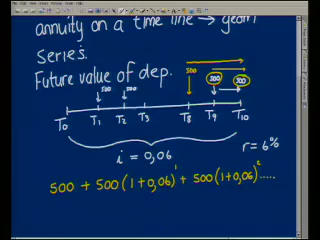 annuity on a time line → geom
series.
Future value of dep.
500 500 500
500 500
T0 T1 T2 T3 T8 T9 T10
i = 0,06 r = 6%
500 + 500 (1+0,06)¹ + 500 (1+0,06)² .....